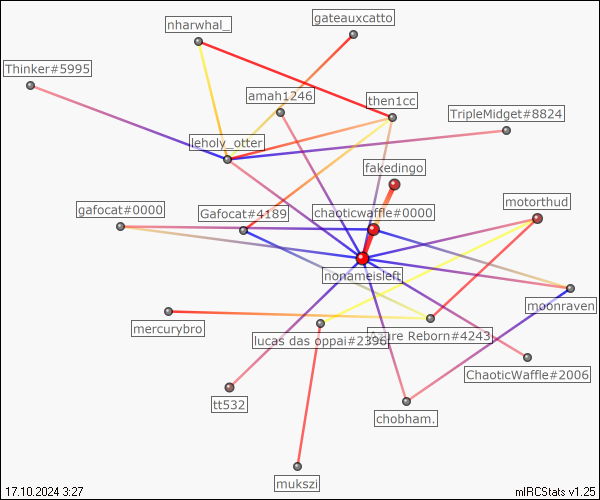 gateauxcatto
nharwhal_
Thinker#5995
amah1246
then1cc
TripleMidget#8824
leholy_otter
fakedingo
motorthud
gafocat#0000
Gafocat#4189
chaoticwaffle#0000
nonameisleft
moonraven
mercurybro
lucas das oppai#2396
Azure Reborn#4243
ChaoticWaffle#2006
tt532
chobham.
mukszi
17.10.2024 3:27
mIRCStats v1.25